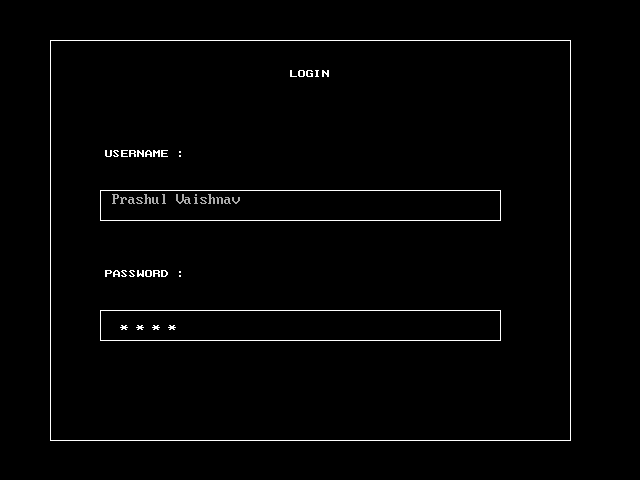 LOGIN
USERNAME :
Prashul Vaishnav
PASSWORD :
* * * *